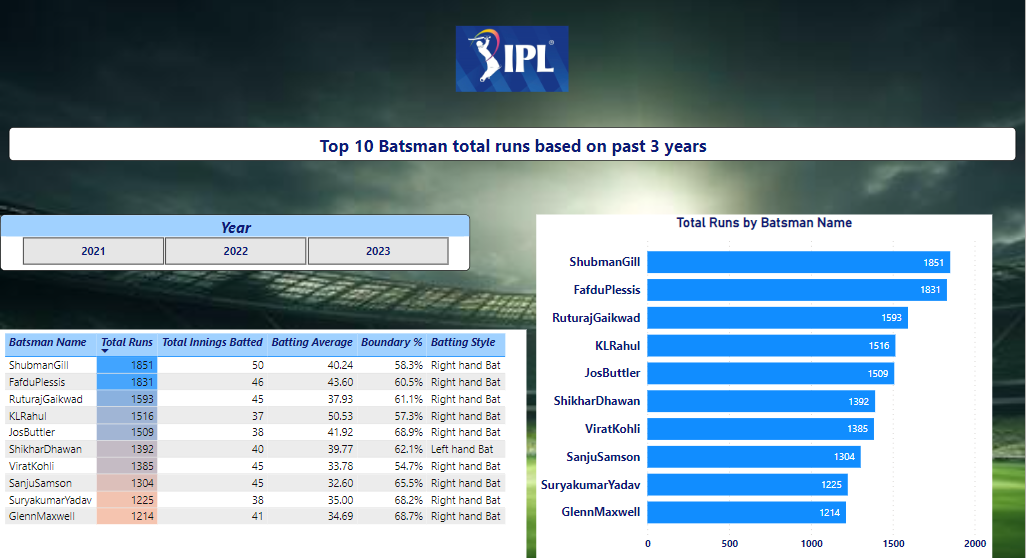 IPL
Top 10 Batsman total runs based on past 3 years
Year
2021 2022 2023
Batsman Name Total Runs Total Innings Batted Batting Average Boundary % Batting Style
ShubmanGill 1851 50 40.24 58.3% Right hand Bat
FafduPlessis 1831 46 43.60 60.5% Right hand Bat
RuturajGaikwad 1593 45 37.93 61.1% Right hand Bat
KLRahul 1516 37 50.53 57.3% Right hand Bat
JosButtler 1509 38 41.92 68.9% Right hand Bat
ShikharDhawan 1392 40 39.77 62.1% Left hand Bat
ViratKohli 1385 45 33.78 54.7% Right hand Bat
SanjuSamson 1304 45 32.60 65.5% Right hand Bat
SuryakumarYadav 1225 38 35.00 68.2% Right hand Bat
GlennMaxwell 1214 41 34.69 68.7% Right hand Bat
Total Runs by Batsman Name
ShubmanGill 1851
FafduPlessis 1831
RuturajGaikwad 1593
KLRahul 1516
JosButtler 1509
ShikharDhawan 1392
ViratKohli 1385
SanjuSamson 1304
SuryakumarYadav 1225
GlennMaxwell 1214
0 500 1000 1500 2000